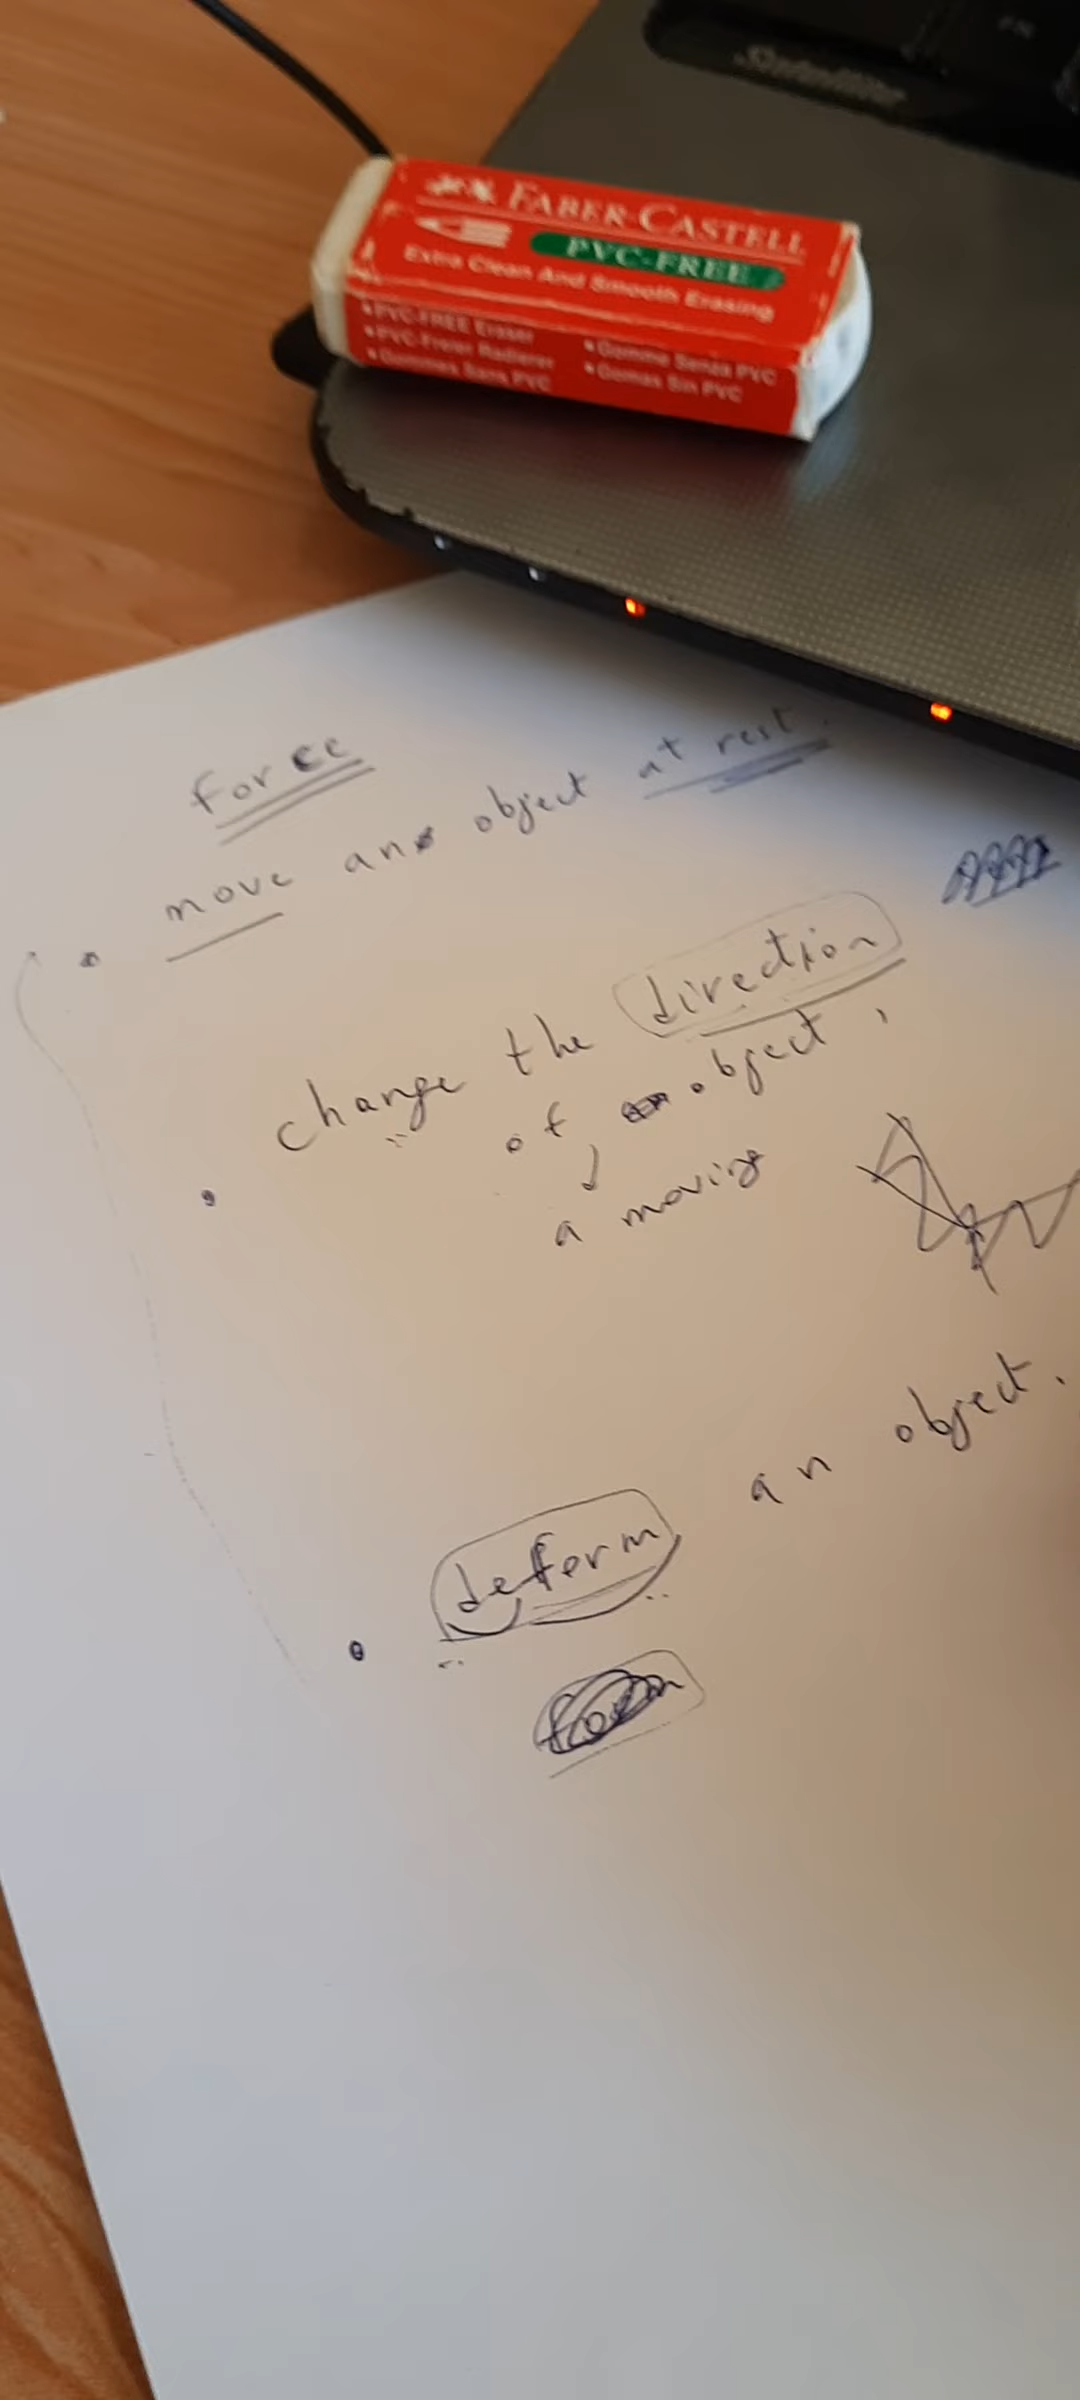 Satellite
FABER-CASTELL
PVC-FREE
Extra Clean And Smooth Erasing
•PVC-FREE Eraser
•PVC-Freier Radierer
•Gommes Sans PVC
•Gomme Senza PVC
•Gomas Sin PVC
force
• move an object at rest.
• change the direction
of object,
a moving
• defform an object.